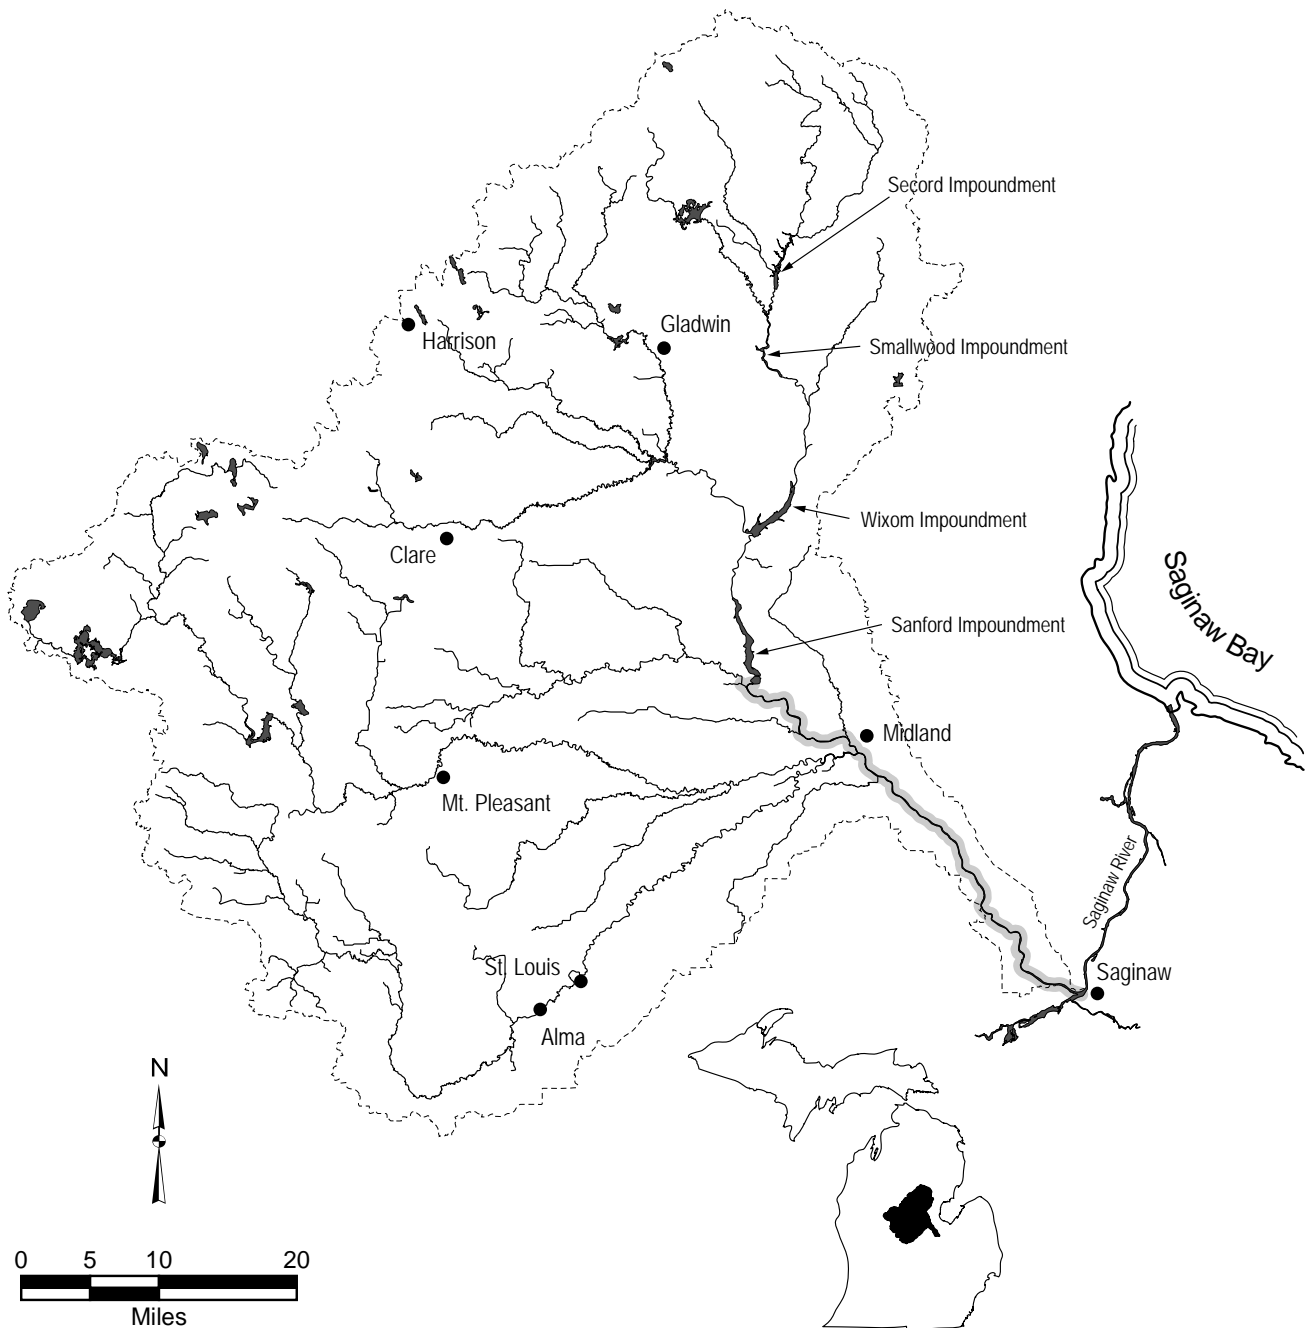 Secord Impoundment
Gladwin
Harrison
Smallwood Impoundment
Wixom Impoundment
Clare
Saginaw Bay
Sanford Impoundment
Midland
Mt. Pleasant
Saginaw River
St. Louis
Saginaw
Alma
N
0 5 10 20
Miles